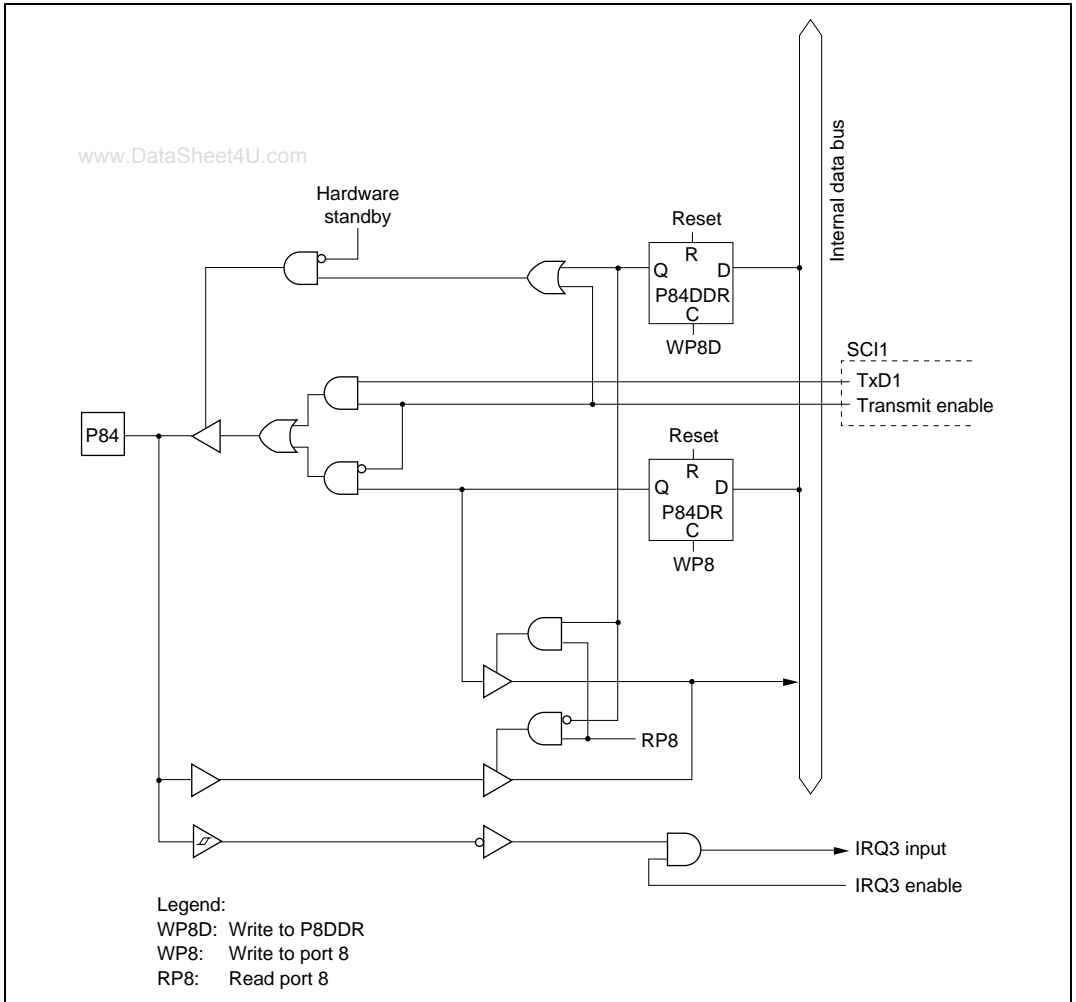 www.DataSheet4U.com
Hardware
standby
Internal data bus
Reset
R
Q D
P84DDR
C
WP8D
SCI1
TxD1
Transmit enable
P84
Reset
R
Q D
P84DR
C
WP8
RP8
IRQ3 input
IRQ3 enable
Legend:
WP8D: Write to P8DDR
WP8: Write to port 8
RP8: Read port 8